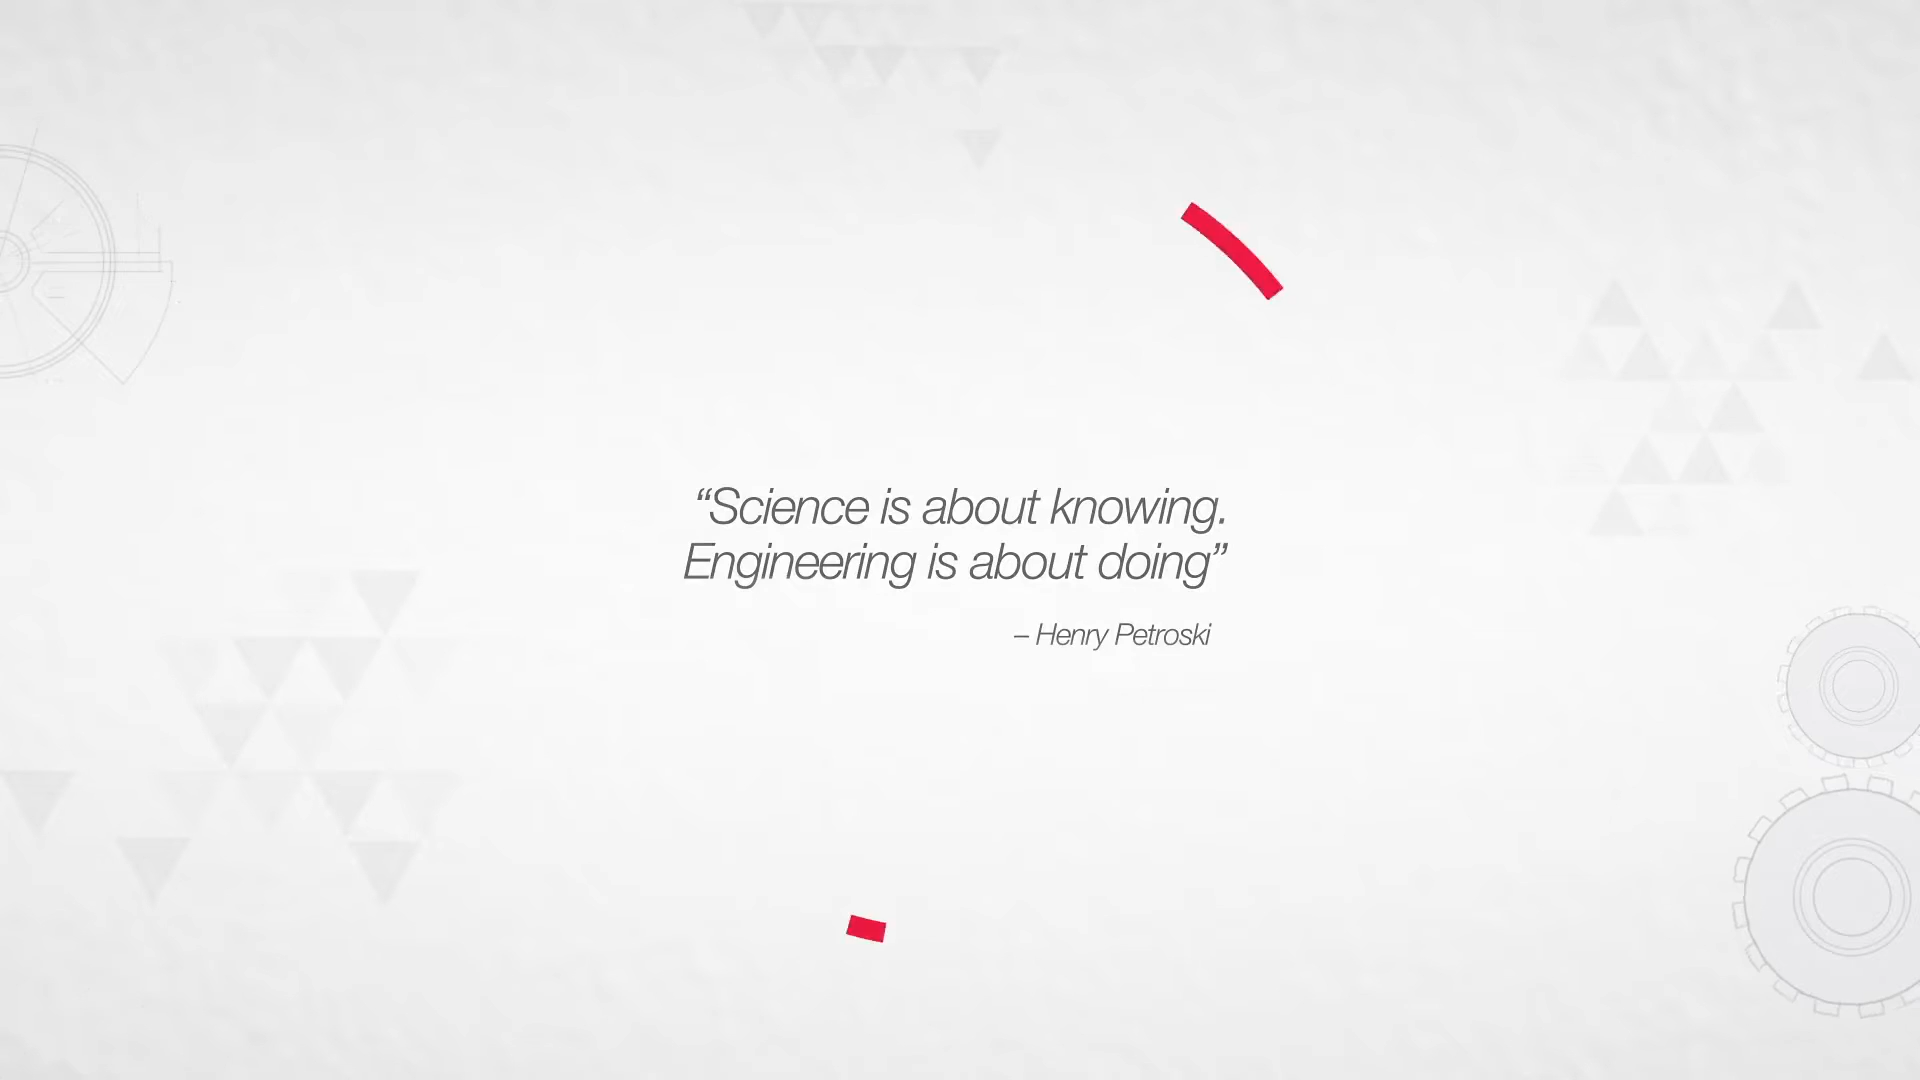 “Science is about knowing.
Engineering is about doing”
– Henry Petroski